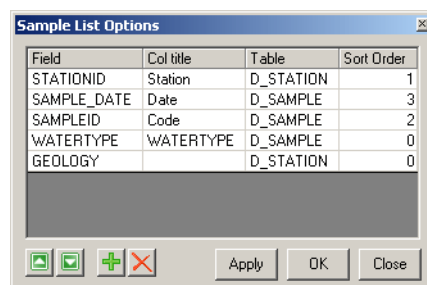 Sample List Options
Field Col title Table Sort Order
STATIONID Station D_STATION 1
SAMPLE_DATE Date D_SAMPLE 3
SAMPLEID Code D_SAMPLE 2
WATERTYPE WATERTYPE D_SAMPLE 0
GEOLOGY D_STATION 0
Apply OK Close